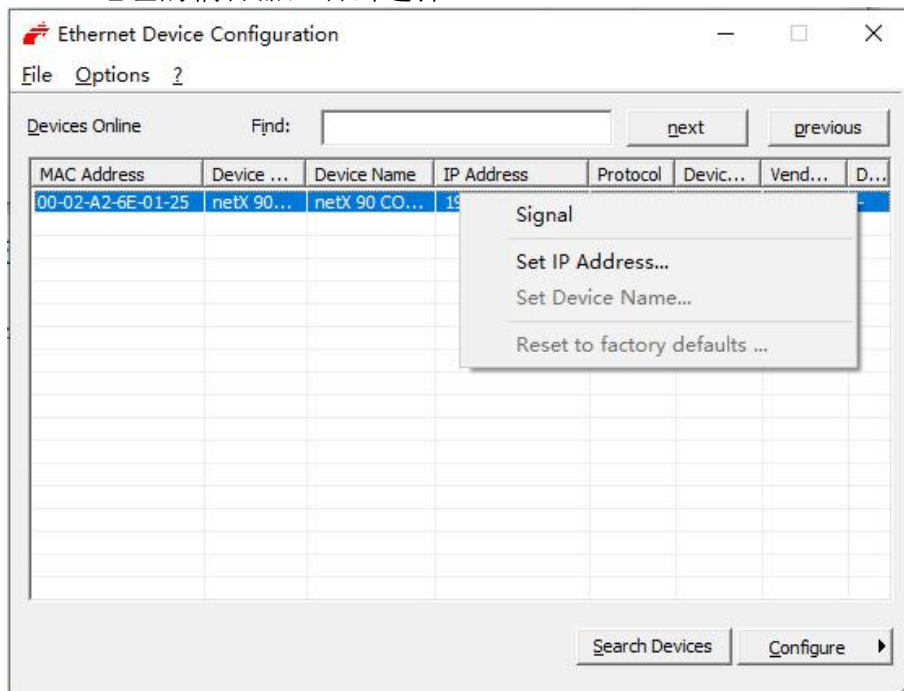 Ethernet Device Configuration
File Options ?
Devices Online Find: next previous
MAC Address Device ... Device Name IP Address Protocol Devic... Vend... D...
00-02-A2-6E-01-25 netX 90... netX 90 CO... 19 -
Signal
Set IP Address...
Set Device Name...
Reset to factory defaults ...
Search Devices Configure